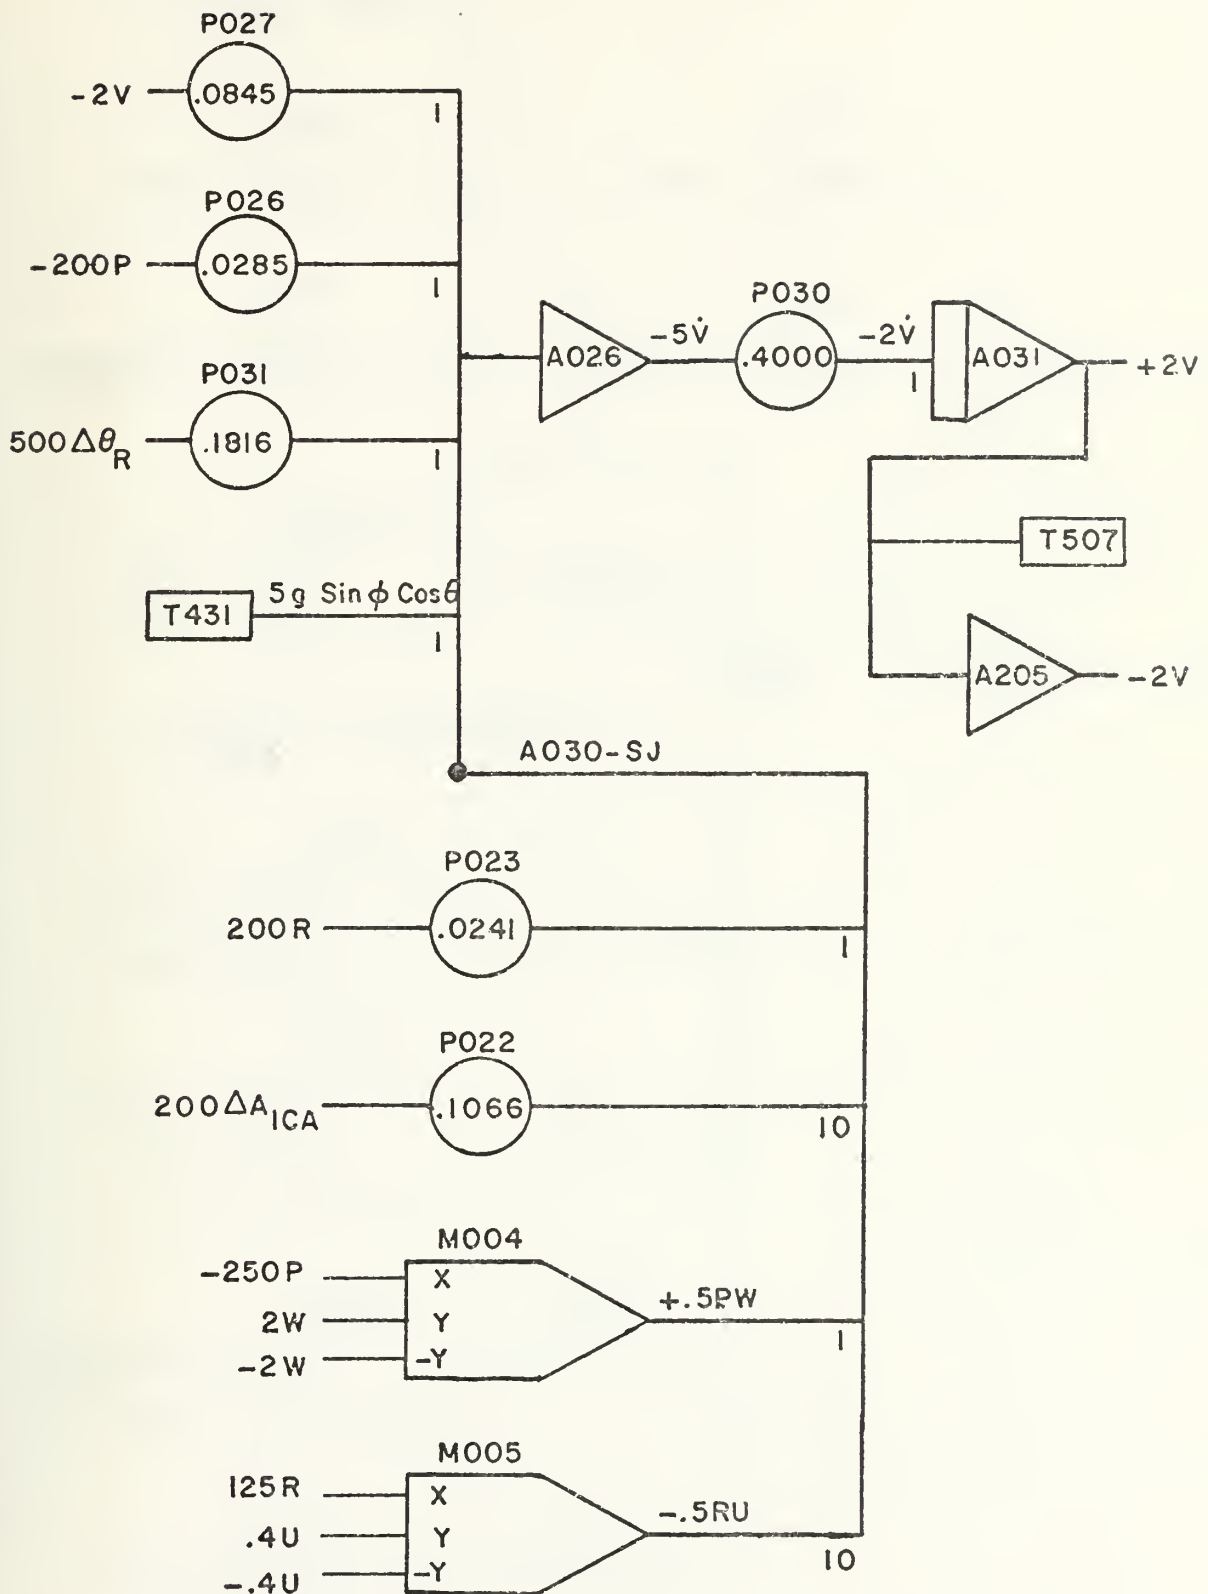 P027
-2V
.0845
1
P026
-200P
.0285
1
P031
500Δθ_R
.1816
1
T431
5g Sin ϕ Cos θ
1
A026
-5V̇
P030
.4000
-2V̇
1
A031
+2V
T507
A205
-2V
A030-SJ
P023
200R
.0241
1
P022
200ΔA_ICA
.1066
10
M004
-250P
X
2W
Y
-2W
-Y
+.5PW
1
M005
125R
X
.4U
Y
-.4U
-Y
-.5RU
10